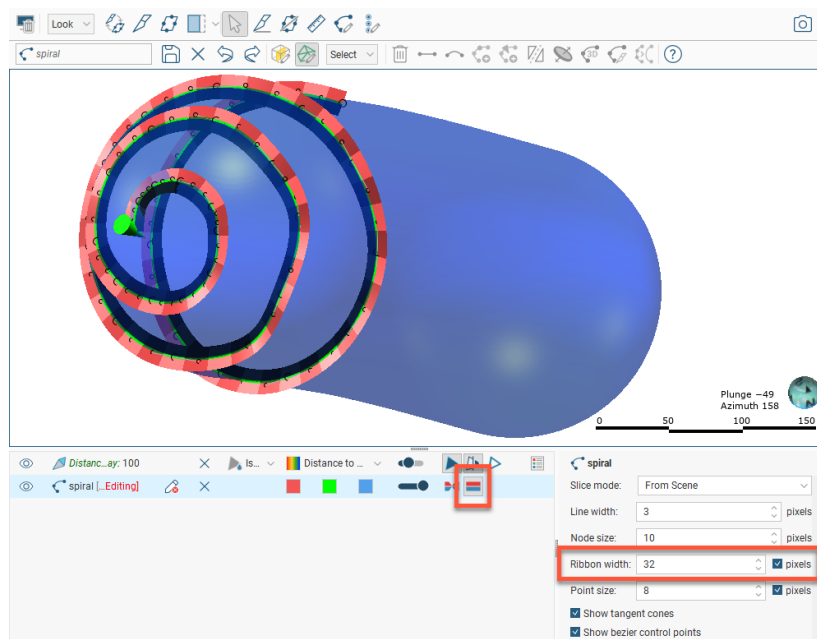 Look
spiral
Select
3D
Plunge −49
Azimuth 158
0 50 100 150
Distanc...ay: 100
Is...
Distance to ...
spiral [...Editing]
spiral
Slice mode: From Scene
Line width: 3 pixels
Node size: 10 pixels
Ribbon width: 32 pixels
Point size: 8 pixels
Show tangent cones
Show bezier control points